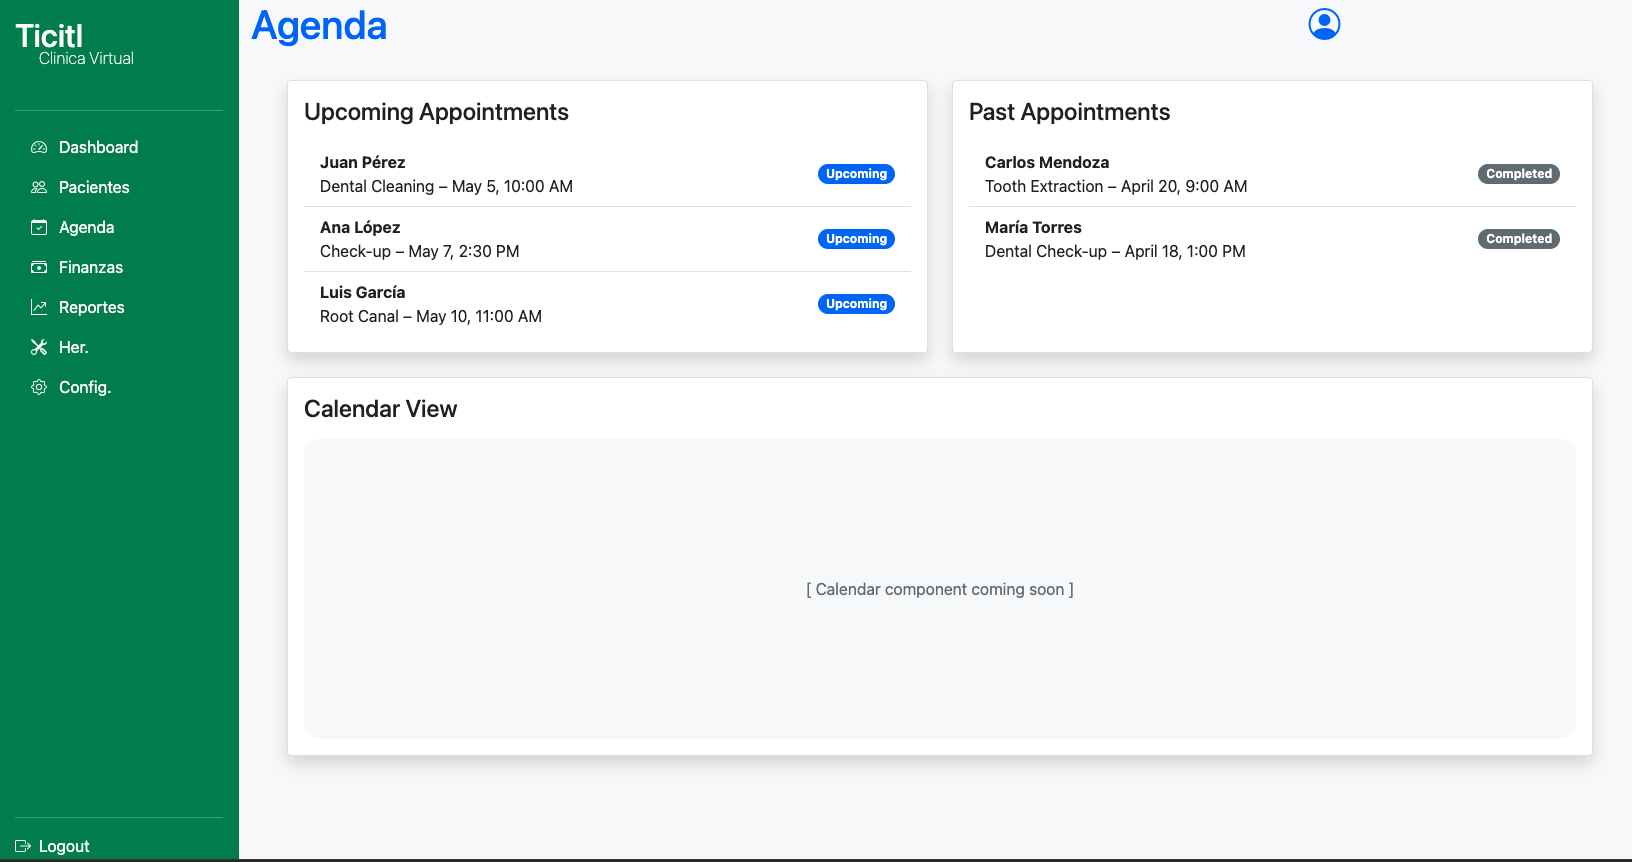 Ticitl
Clinica Virtual
Dashboard
Pacientes
Agenda
Finanzas
Reportes
Her.
Config.
Logout
Agenda
Upcoming Appointments
Juan Pérez
Dental Cleaning – May 5, 10:00 AM
Upcoming
Ana López
Check-up – May 7, 2:30 PM
Upcoming
Luis García
Root Canal – May 10, 11:00 AM
Upcoming
Past Appointments
Carlos Mendoza
Tooth Extraction – April 20, 9:00 AM
Completed
María Torres
Dental Check-up – April 18, 1:00 PM
Completed
Calendar View
[ Calendar component coming soon ]